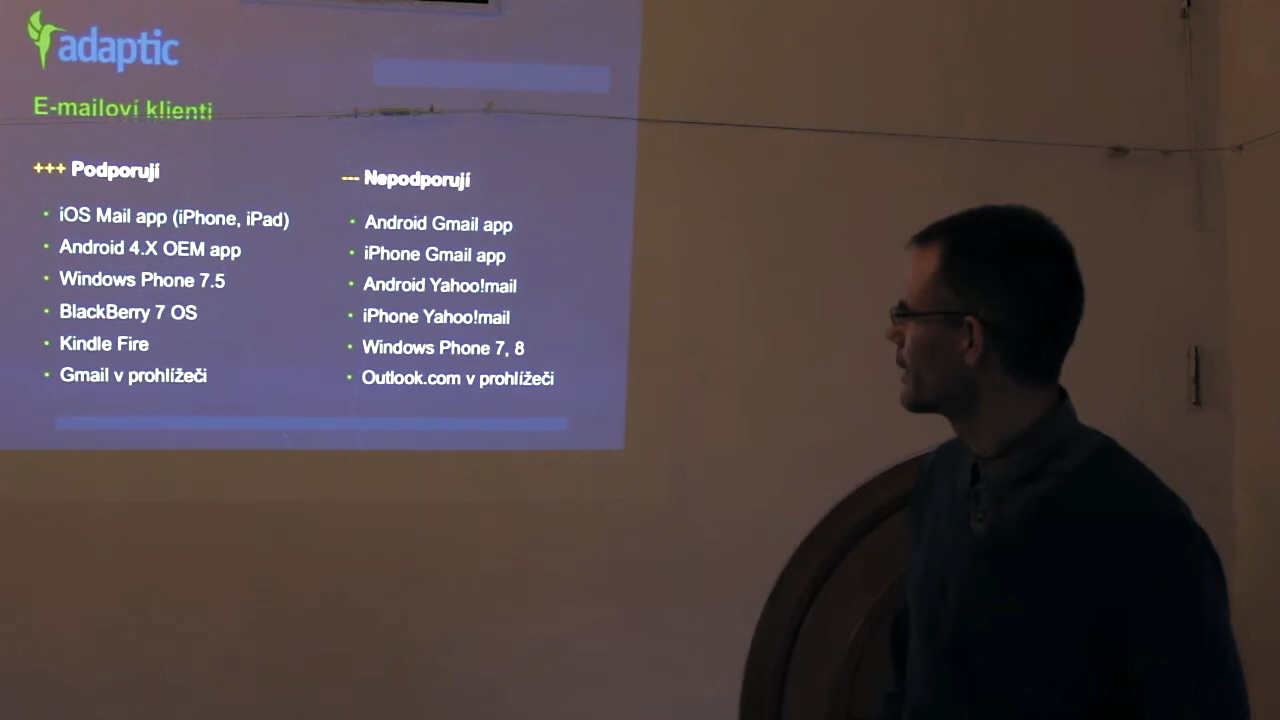 adaptic
E-mailoví klienti
+++ Podporují
· iOS Mail app (iPhone, iPad)
· Android 4.X OEM app
· Windows Phone 7.5
· BlackBerry 7 OS
· Kindle Fire
· Gmail v prohlížeči
--- Nepodporují
· Android Gmail app
· iPhone Gmail app
· Android Yahoo!mail
· iPhone Yahoo!mail
· Windows Phone 7, 8
· Outlook.com v prohlížeči